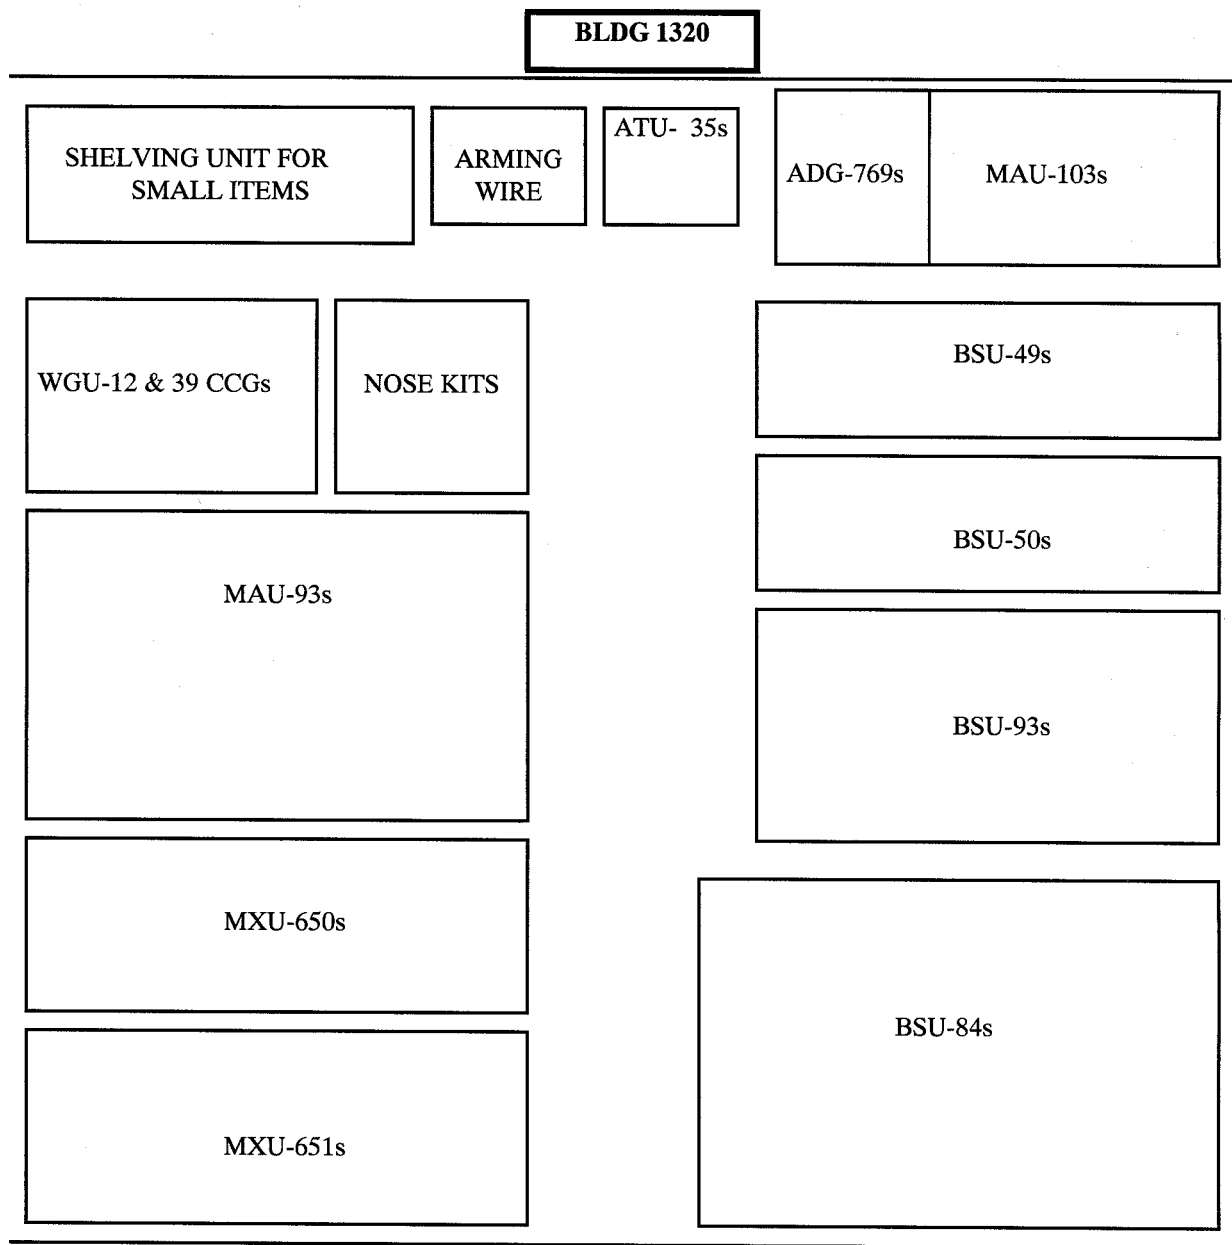 BLDG 1320
SHELVING UNIT FOR
SMALL ITEMS
ARMING
WIRE
ATU- 35s
ADG-769s
MAU-103s
WGU-12 & 39 CCGs
NOSE KITS
BSU-49s
BSU-50s
MAU-93s
BSU-93s
MXU-650s
BSU-84s
MXU-651s